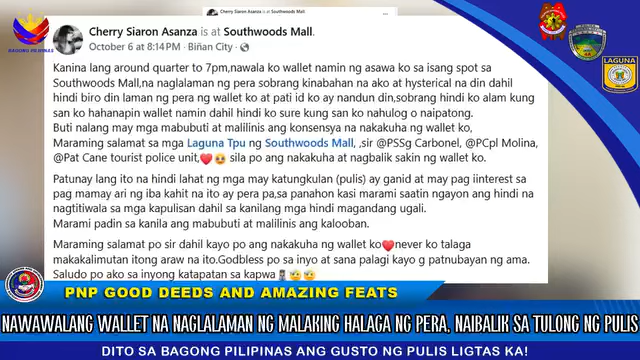 Cherry Siaron Asanza is at Southwoods Mall.
October 6 at 8:14 PM · Biñan City ·
Kanina lang around quarter to 7pm,nawala ko wallet namin ng asawa ko sa isang spot sa
Southwoods Mall,na naglalaman ng pera sobrang kinabahan na ako at hysterical na din dahil
hindi biro din laman ng pera ng wallet ko at pati id ko ay nandun din,sobrang hindi ko alam kung
san ko hahanapin wallet namin dahil hindi ko sure kung san ko nahulog o naipatong.
Buti nalang may mga mabubuti at malilinis ang konsensya na nakakuha ng wallet ko,
Maraming salamat sa mga Laguna Tpu ng Southwoods Mall, ,sir @PSSg Carbonel, @PCpl Molina,
@Pat Cane tourist police unit,❤️🥹 sila po ang nakakuha at nagbalik sakin ng wallet ko.
Patunay lang ito na hindi lahat ng mga may katungkulan (pulis) ay ganid at may pag iinterest sa
pag mamay ari ng iba kahit na ito ay pera pa,sa panahon kasi marami saatin ngayon ang hindi na
nagtitiwala sa mga kapulisan dahil sa kanilang mga hindi magandang ugali.
Marami padin sa kanila ang mabubuti at malilinis ang kalooban.
Maraming salamat po sir dahil kayo po ang nakakuha ng wallet ko❤️never ko talaga
makakalimutan itong araw na ito.Godbless po sa inyo at sana palagi kayo g patnubayan ng ama.
Saludo po ako sa inyong katapatan sa kapwa
BAGONG PILIPINAS
LAGUNA
PNP GOOD DEEDS AND AMAZING FEATS
NAWAWALANG WALLET NA NAGLALAMAN NG MALAKING HALAGA NG PERA, NAIBALIK SA TULONG NG PULIS
DITO SA BAGONG PILIPINAS ANG GUSTO NG PULIS LIGTAS KA!